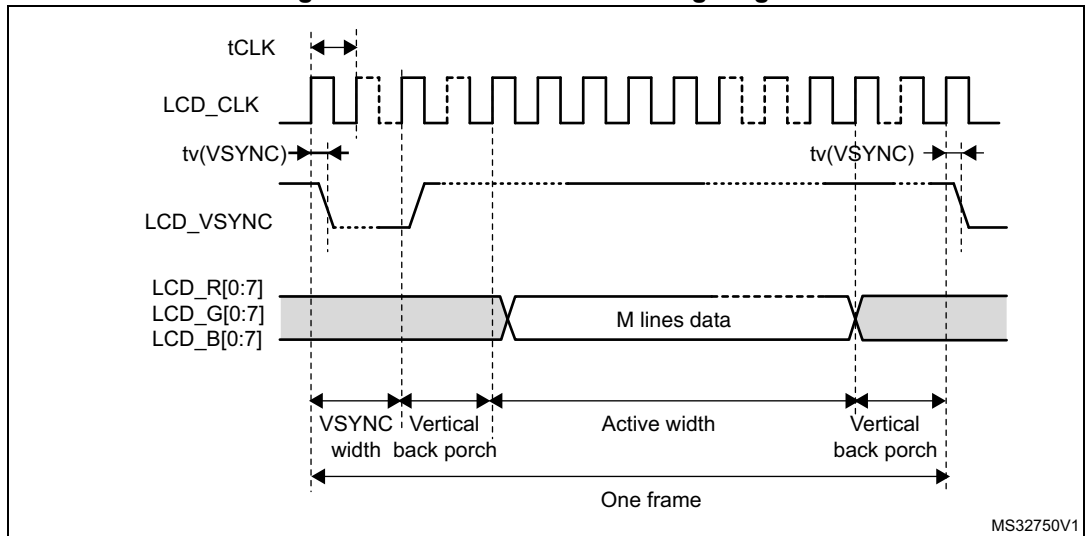 tCLK
LCD_CLK
tv(VSYNC)
tv(VSYNC)
LCD_VSYNC
LCD_R[0:7]
LCD_G[0:7]
LCD_B[0:7]
M lines data
VSYNC
width
Vertical
back porch
Active width
Vertical
back porch
One frame
MS32750V1